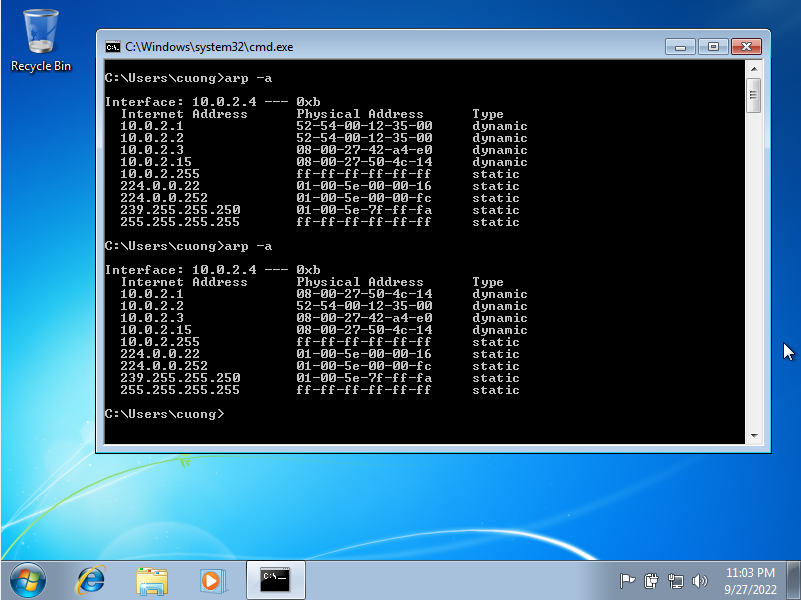 Recycle Bin
C:\Windows\system32\cmd.exe
C:\Users\cuong>arp -a
Interface: 10.0.2.4 --- 0xb
Internet Address Physical Address Type
10.0.2.1 52-54-00-12-35-00 dynamic
10.0.2.2 52-54-00-12-35-00 dynamic
10.0.2.3 08-00-27-42-a4-e0 dynamic
10.0.2.15 08-00-27-50-4c-14 dynamic
10.0.2.255 ff-ff-ff-ff-ff-ff static
224.0.0.22 01-00-5e-00-00-16 static
224.0.0.252 01-00-5e-00-00-fc static
239.255.255.250 01-00-5e-7f-ff-fa static
255.255.255.255 ff-ff-ff-ff-ff-ff static
C:\Users\cuong>arp -a
Interface: 10.0.2.4 --- 0xb
Internet Address Physical Address Type
10.0.2.1 08-00-27-50-4c-14 dynamic
10.0.2.2 52-54-00-12-35-00 dynamic
10.0.2.3 08-00-27-42-a4-e0 dynamic
10.0.2.15 08-00-27-50-4c-14 dynamic
10.0.2.255 ff-ff-ff-ff-ff-ff static
224.0.0.22 01-00-5e-00-00-16 static
224.0.0.252 01-00-5e-00-00-fc static
239.255.255.250 01-00-5e-7f-ff-fa static
255.255.255.255 ff-ff-ff-ff-ff-ff static
C:\Users\cuong>
11:03 PM
9/27/2022